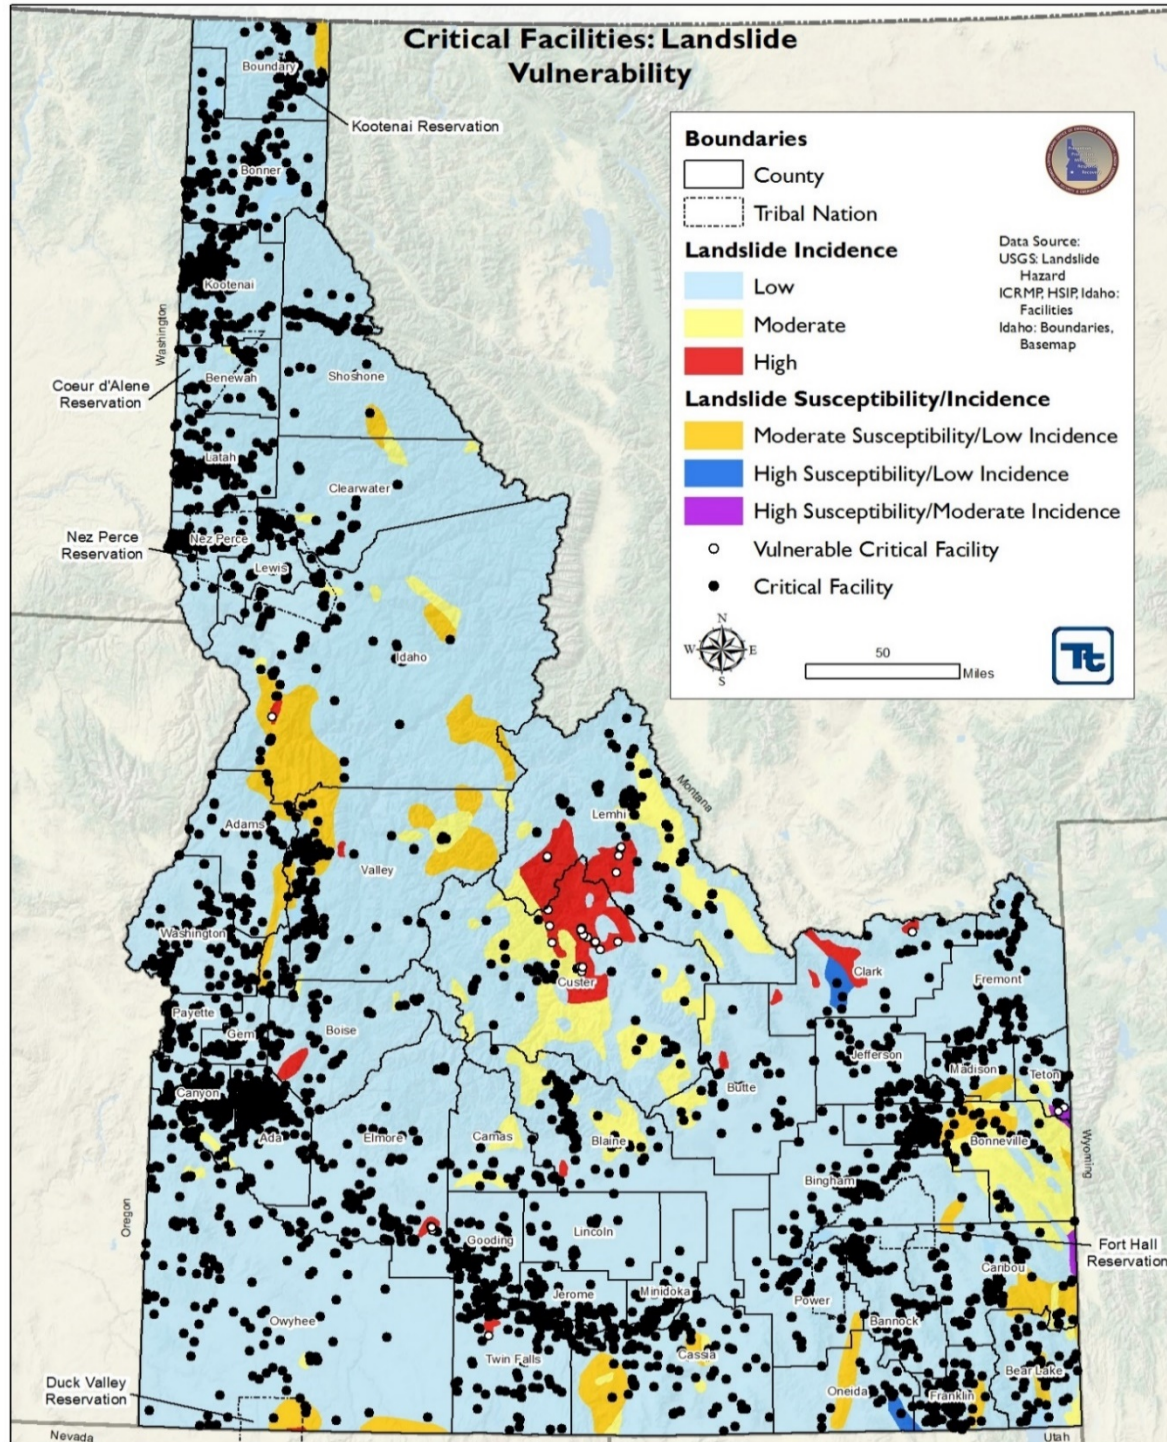 Critical Facilities: Landslide
Vulnerability
Boundary
Kootenai Reservation
Bonner
Kootenai
Washington
Coeur d'Alene
Reservation
Benewah
Shoshone
Latah
Clearwater
Nez Perce
Reservation
Nez Perce
Lewis
Idaho
Boundaries
County
Tribal Nation
Landslide Incidence
Low
Moderate
High
Data Source:
USGS: Landslide
Hazard
ICRMP, HSIP, Idaho:
Facilities
Idaho: Boundaries,
Basemap
Landslide Susceptibility/Incidence
Moderate Susceptibility/Low Incidence
High Susceptibility/Low Incidence
High Susceptibility/Moderate Incidence
Vulnerable Critical Facility
Critical Facility
N
W E
S
50
Miles
Tt
Montana
Lemhi
Adams
Valley
Washington
Custer
Clark
Fremont
Payette
Gem
Boise
Jefferson
Madison
Teton
Butte
Canyon
Ada
Elmore
Camas
Blaine
Bonneville
Wyoming
Bingham
Oregon
Gooding
Lincoln
Fort Hall
Reservation
Caribou
Jerome
Minidoka
Power
Owyhee
Bannock
Twin Falls
Cassia
Bear Lake
Duck Valley
Reservation
Oneida
Franklin
Nevada
Utah